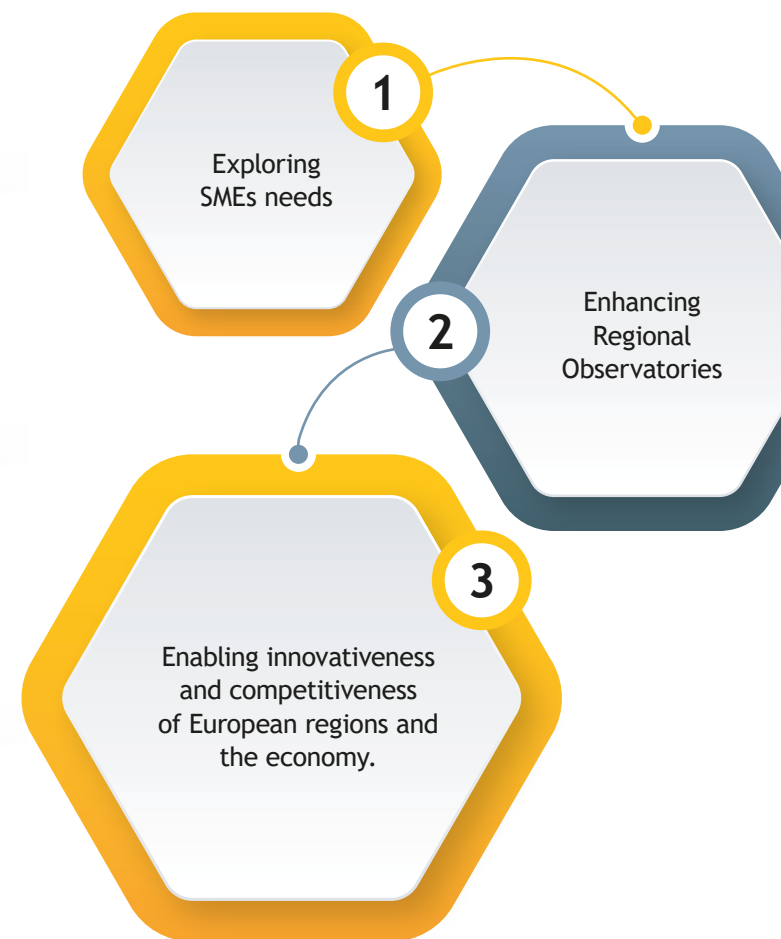 1
Exploring
SMEs needs
2
Enhancing
Regional
Observatories
3
Enabling innovativeness
and competitiveness
of European regions and
the economy.